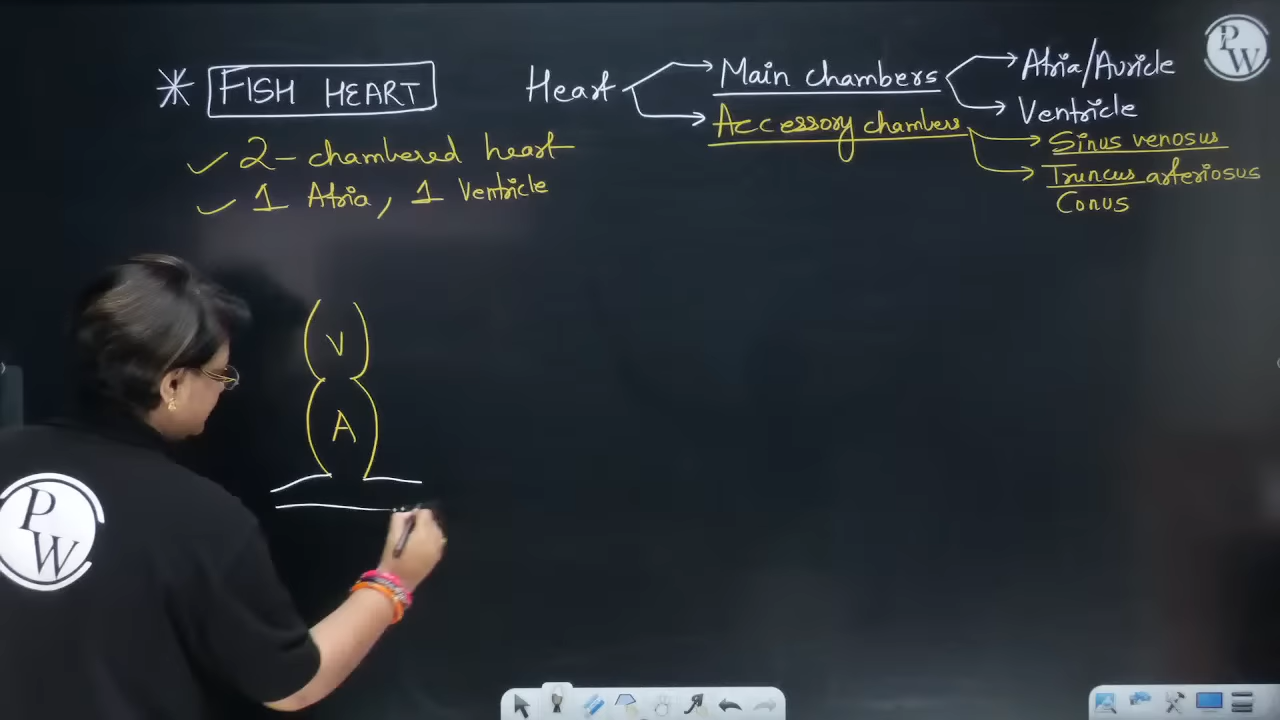 * FISH HEART
✓ 2-chambered heart
✓ 1 Atria, 1 Ventricle
Heart → Main chambers → Atria/Auricle
→ Ventricle
→ Accessory chambers → Sinus venosus
→ Truncus arteriosus
Conus
V
A
PW
PW